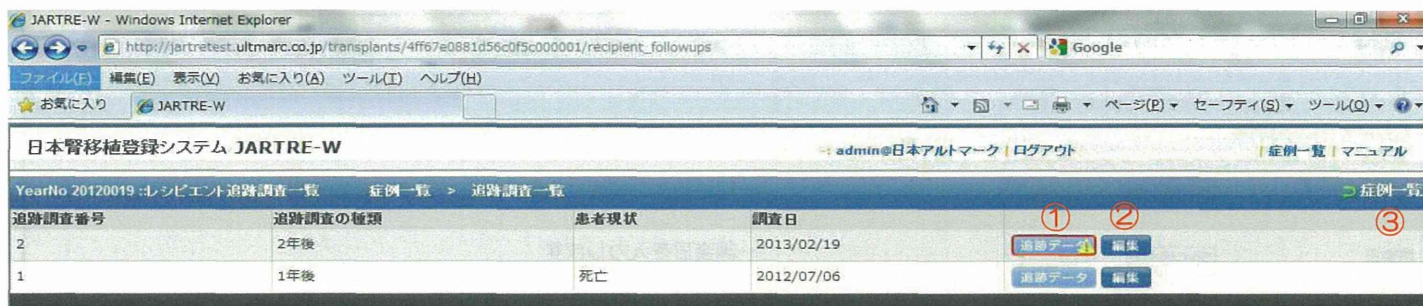 JARTRE-W - Windows Internet Explorer
http://jartretest.ultmarc.co.jp/transplants/4ff67e0881d56c0f5c000001/recipient_followups Google
ファイル(F) 編集(E) 表示(V) お気に入り(A) ツール(T) ヘルプ(H)
お気に入り JARTRE-W ページ(P) セーフティ(S) ツール(O)
日本腎移植登録システム JARTRE-W -: admin@日本アルトマーク | ログアウト | 症例一覧 | マニュアル
YearNo 20120019 ::レシピエント追跡調査一覧 症例一覧 > 追跡調査一覧 症例一覧
追跡調査番号 追跡調査の種類 患者現状 調査日 ① ② ③
2 2年後 2013/02/19 追跡データ 編集
1 1年後 死亡 2012/07/06 追跡データ 編集